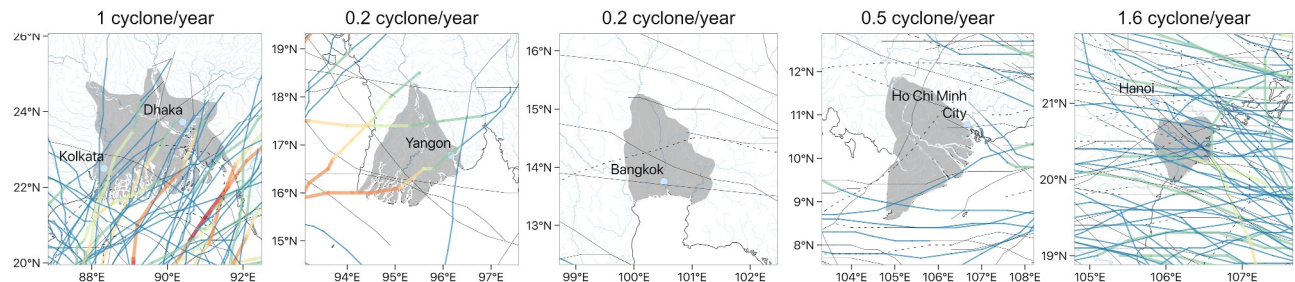 1 cyclone/year
0.2 cyclone/year
0.2 cyclone/year
0.5 cyclone/year
1.6 cyclone/year
26°N
24°N
22°N
20°N
Dhaka
Kolkata
88°E 90°E 92°E
19°N
18°N
17°N
16°N
15°N
Yangon
94°E 95°E 96°E 97°E
16°N
15°N
14°N
13°N
Bangkok
99°E 100°E 101°E 102°E
12°N
11°N
10°N
9°N
8°N
Ho Chi Minh
City
104°E 105°E 106°E 107°E 108°E
21°N
20°N
19°N
Hanoi
105°E 106°E 107°E